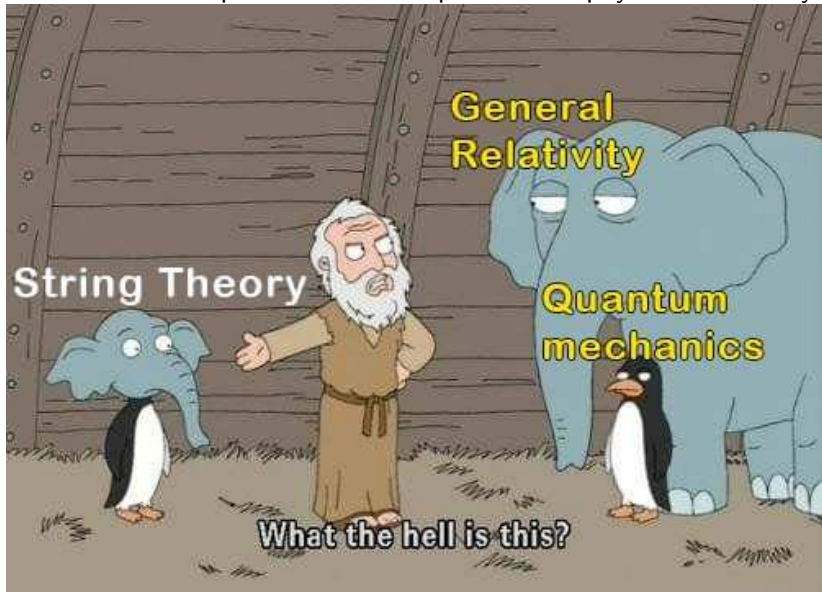 General
Relativity
String Theory
Quantum
mechanics
What the hell is this?